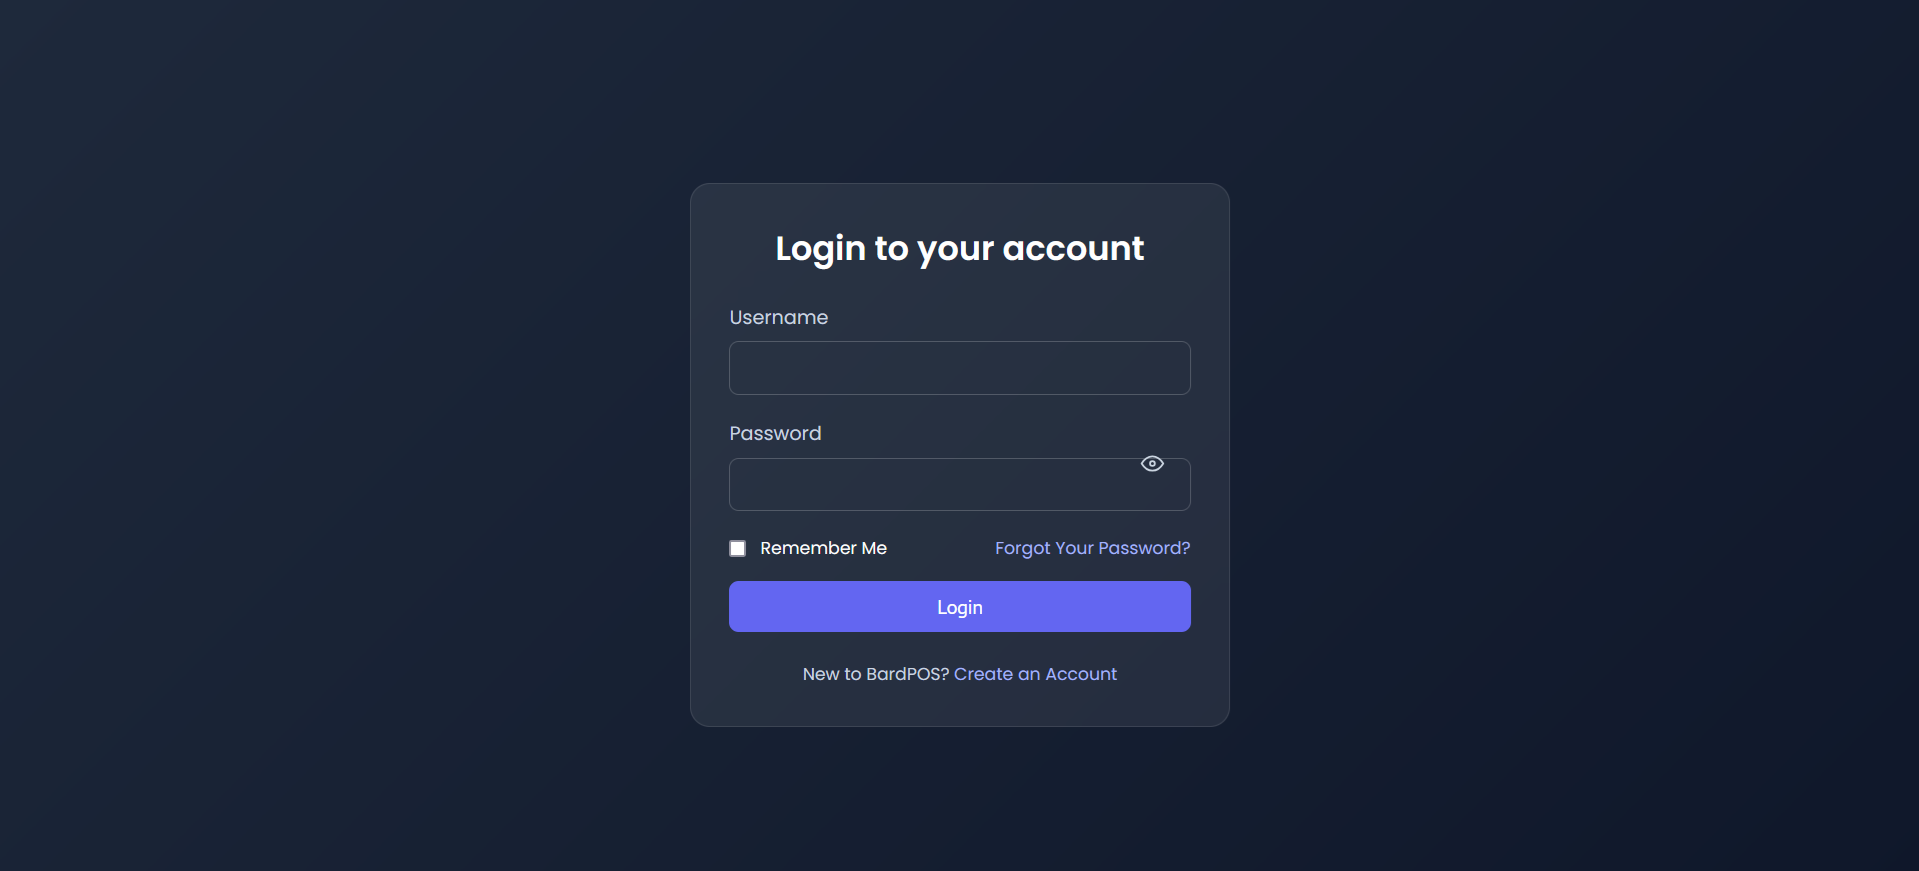 Login to your account
Username
Password
Remember Me
Forgot Your Password?
Login
New to BardPOS? Create an Account